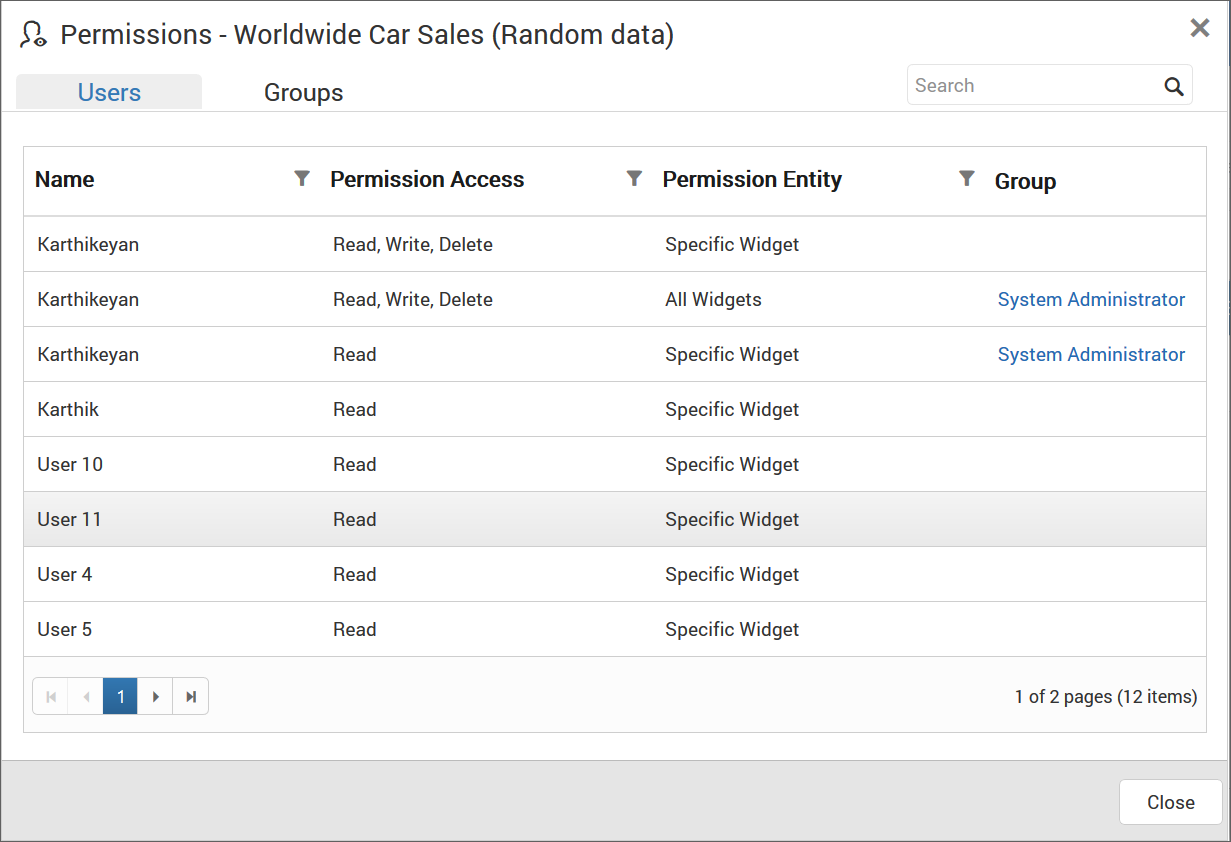 Permissions - Worldwide Car Sales (Random data)
Users Groups Search
Name Permission Access Permission Entity Group
Karthikeyan Read, Write, Delete Specific Widget
Karthikeyan Read, Write, Delete All Widgets System Administrator
Karthikeyan Read Specific Widget System Administrator
Karthik Read Specific Widget
User 10 Read Specific Widget
User 11 Read Specific Widget
User 4 Read Specific Widget
User 5 Read Specific Widget
1 1 of 2 pages (12 items)
Close